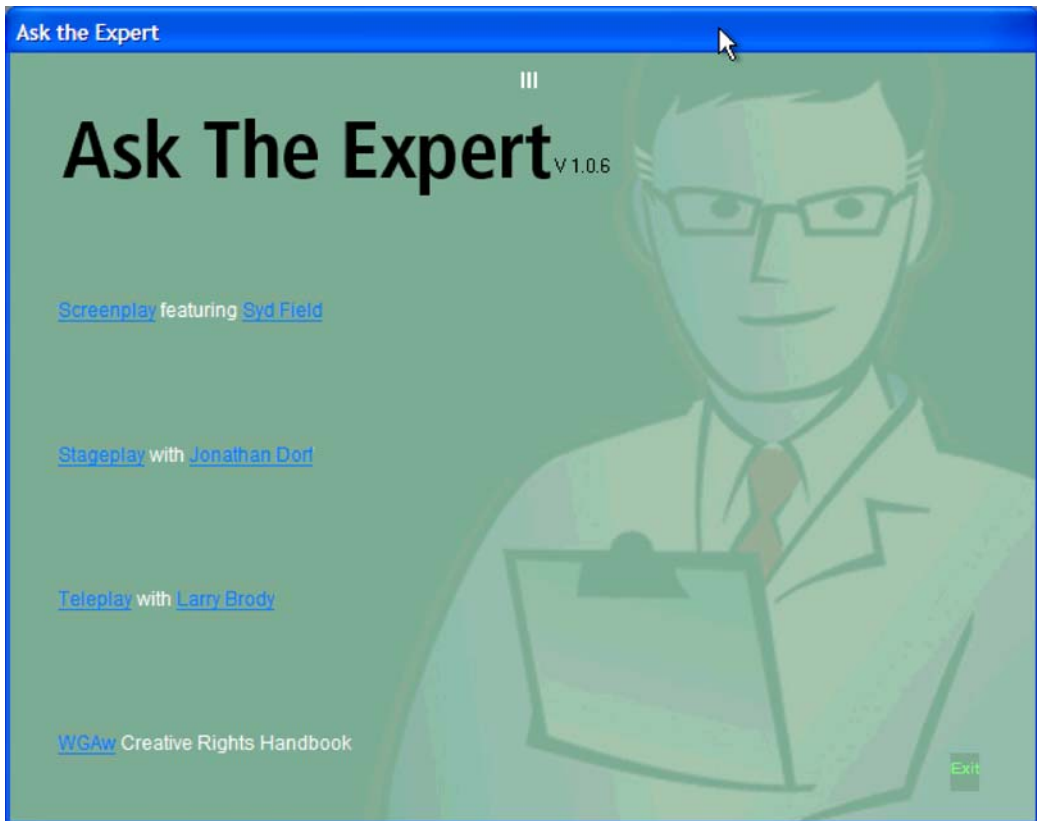 Ask the Expert
III
Ask The Expert V 1.0.6
Screenplay featuring Syd Field
Stageplay with Jonathan Dorf
Teleplay with Larry Brody
WGAw Creative Rights Handbook
Exit